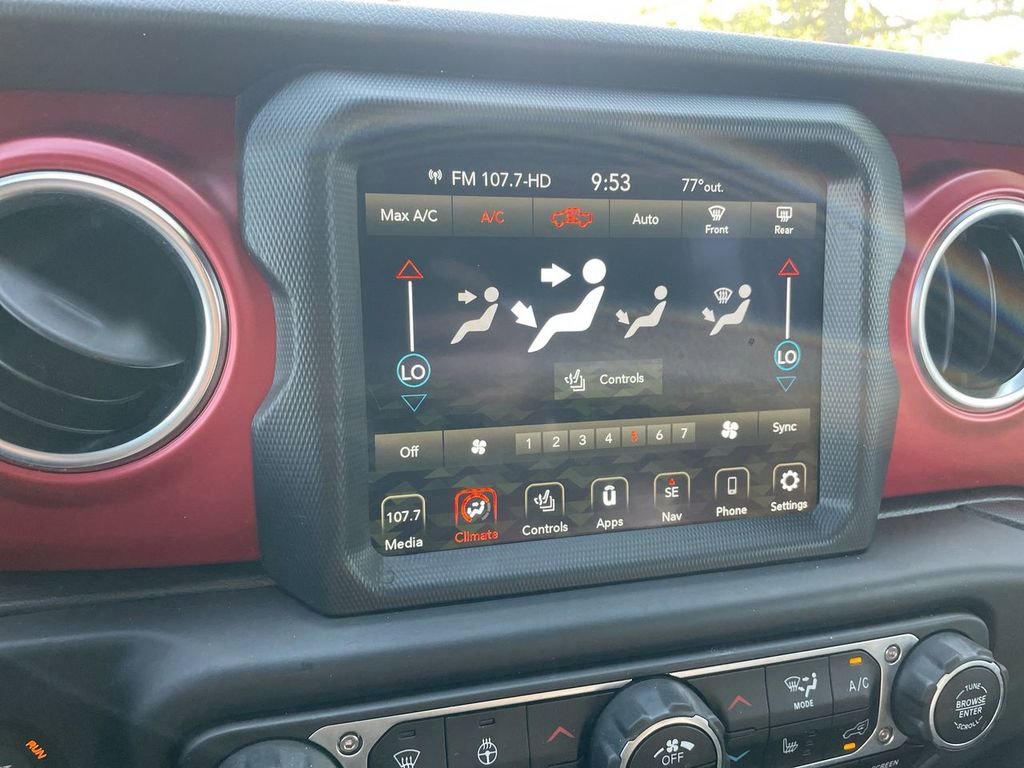 FM 107.7-HD 9:53 77°out.
Max A/C A/C Auto Front Rear
LO LO
Controls
Off 1 2 3 4 5 6 7 Sync
107.7 SE
Media Climate Controls Apps Nav Phone Settings
MODE A/C
TUNE
BROWSE
ENTER
SCROLL
OFF
RUN
SCREEN